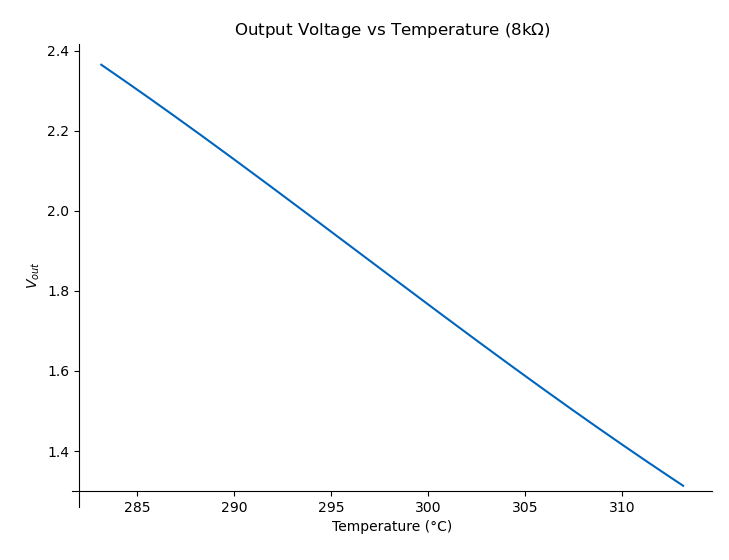 Output Voltage vs Temperature (8kΩ)
2.4
2.2
2.0
1.8
1.6
1.4
V_out
285 290 295 300 305 310
Temperature (°C)